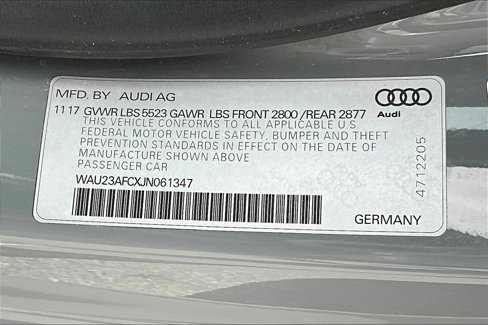 MFD. BY AUDI AG
Audi
11.17 GVWR LBS 5523 GAWR LBS FRONT 2800 /REAR 2877
THIS VEHICLE CONFORMS TO ALL APPLICABLE U.S
FEDERAL MOTOR VEHICLE SAFETY, BUMPER AND THEFT
PREVENTION STANDARDS IN EFFECT ON THE DATE OF
MANUFACTURE SHOWN ABOVE
PASSENGER CAR
WAU23AFCXJN061347
4712205
GERMANY